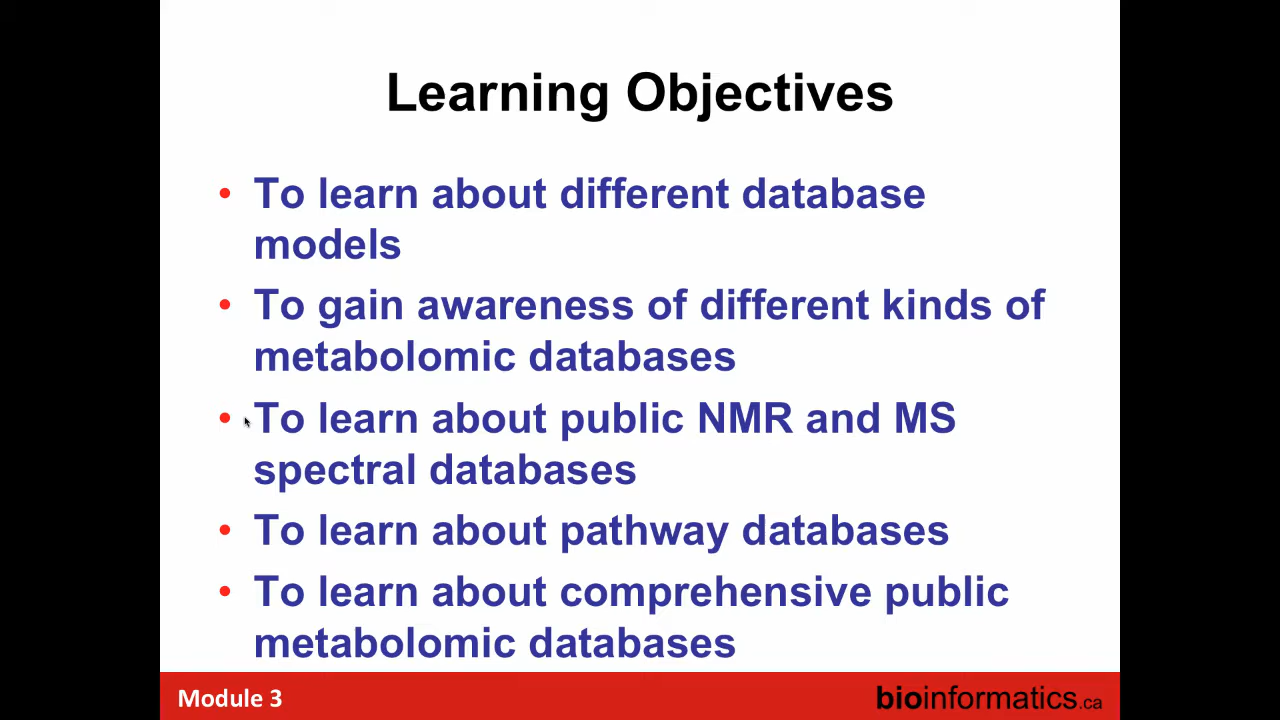 Learning Objectives
• To learn about different database
models
• To gain awareness of different kinds of
metabolomic databases
• To learn about public NMR and MS
spectral databases
• To learn about pathway databases
• To learn about comprehensive public
metabolomic databases
Module 3
bioinformatics.ca